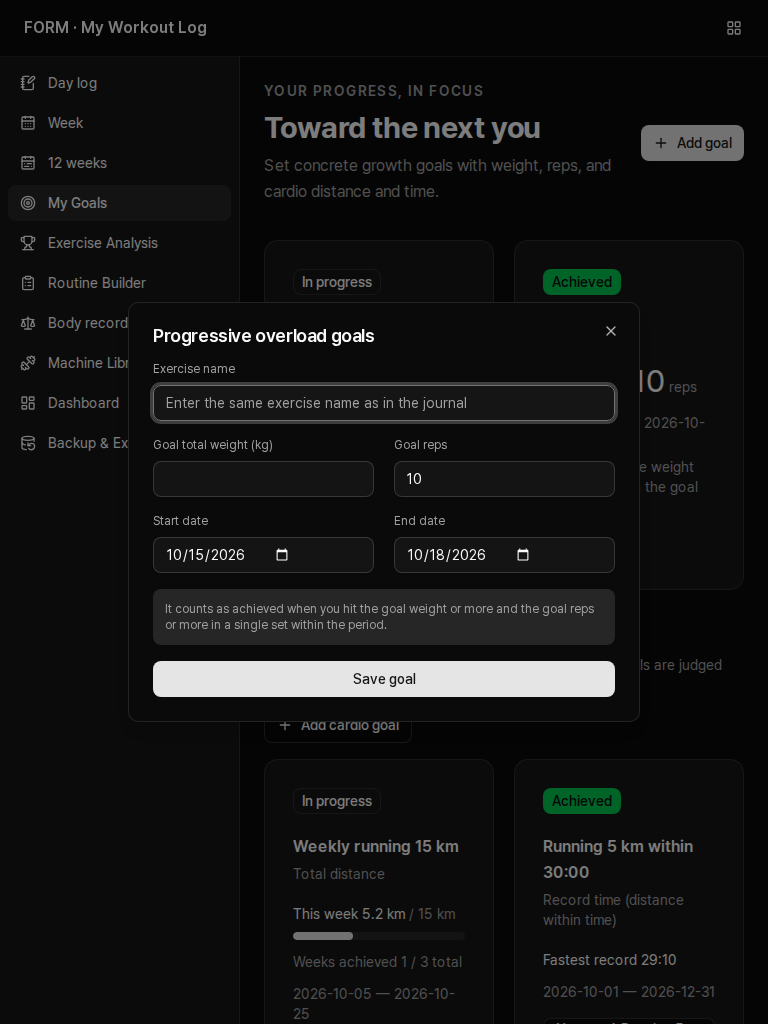 FORM · My Workout Log
Day log
Week
12 weeks
My Goals
Exercise Analysis
Routine Builder
Body record
Machine Libr
Dashboard
Backup & Ex
YOUR PROGRESS, IN FOCUS
Toward the next you
Set concrete growth goals with weight, reps, and
cardio distance and time.
Add goal
In progress
Achieved
10 reps
2026-10-
e weight
the goal
Progressive overload goals
Exercise name
Enter the same exercise name as in the journal
Goal total weight (kg)
Goal reps
10
Start date
End date
10/15/2026
10/18/2026
It counts as achieved when you hit the goal weight or more and the goal reps
or more in a single set within the period.
Save goal
ls are judged
Add cardio goal
In progress
Weekly running 15 km
Total distance
This week 5.2 km / 15 km
Weeks achieved 1 / 3 total
2026-10-05 — 2026-10-
25
Achieved
Running 5 km within
30:00
Record time (distance
within time)
Fastest record 29:10
2026-10-01 — 2026-12-31